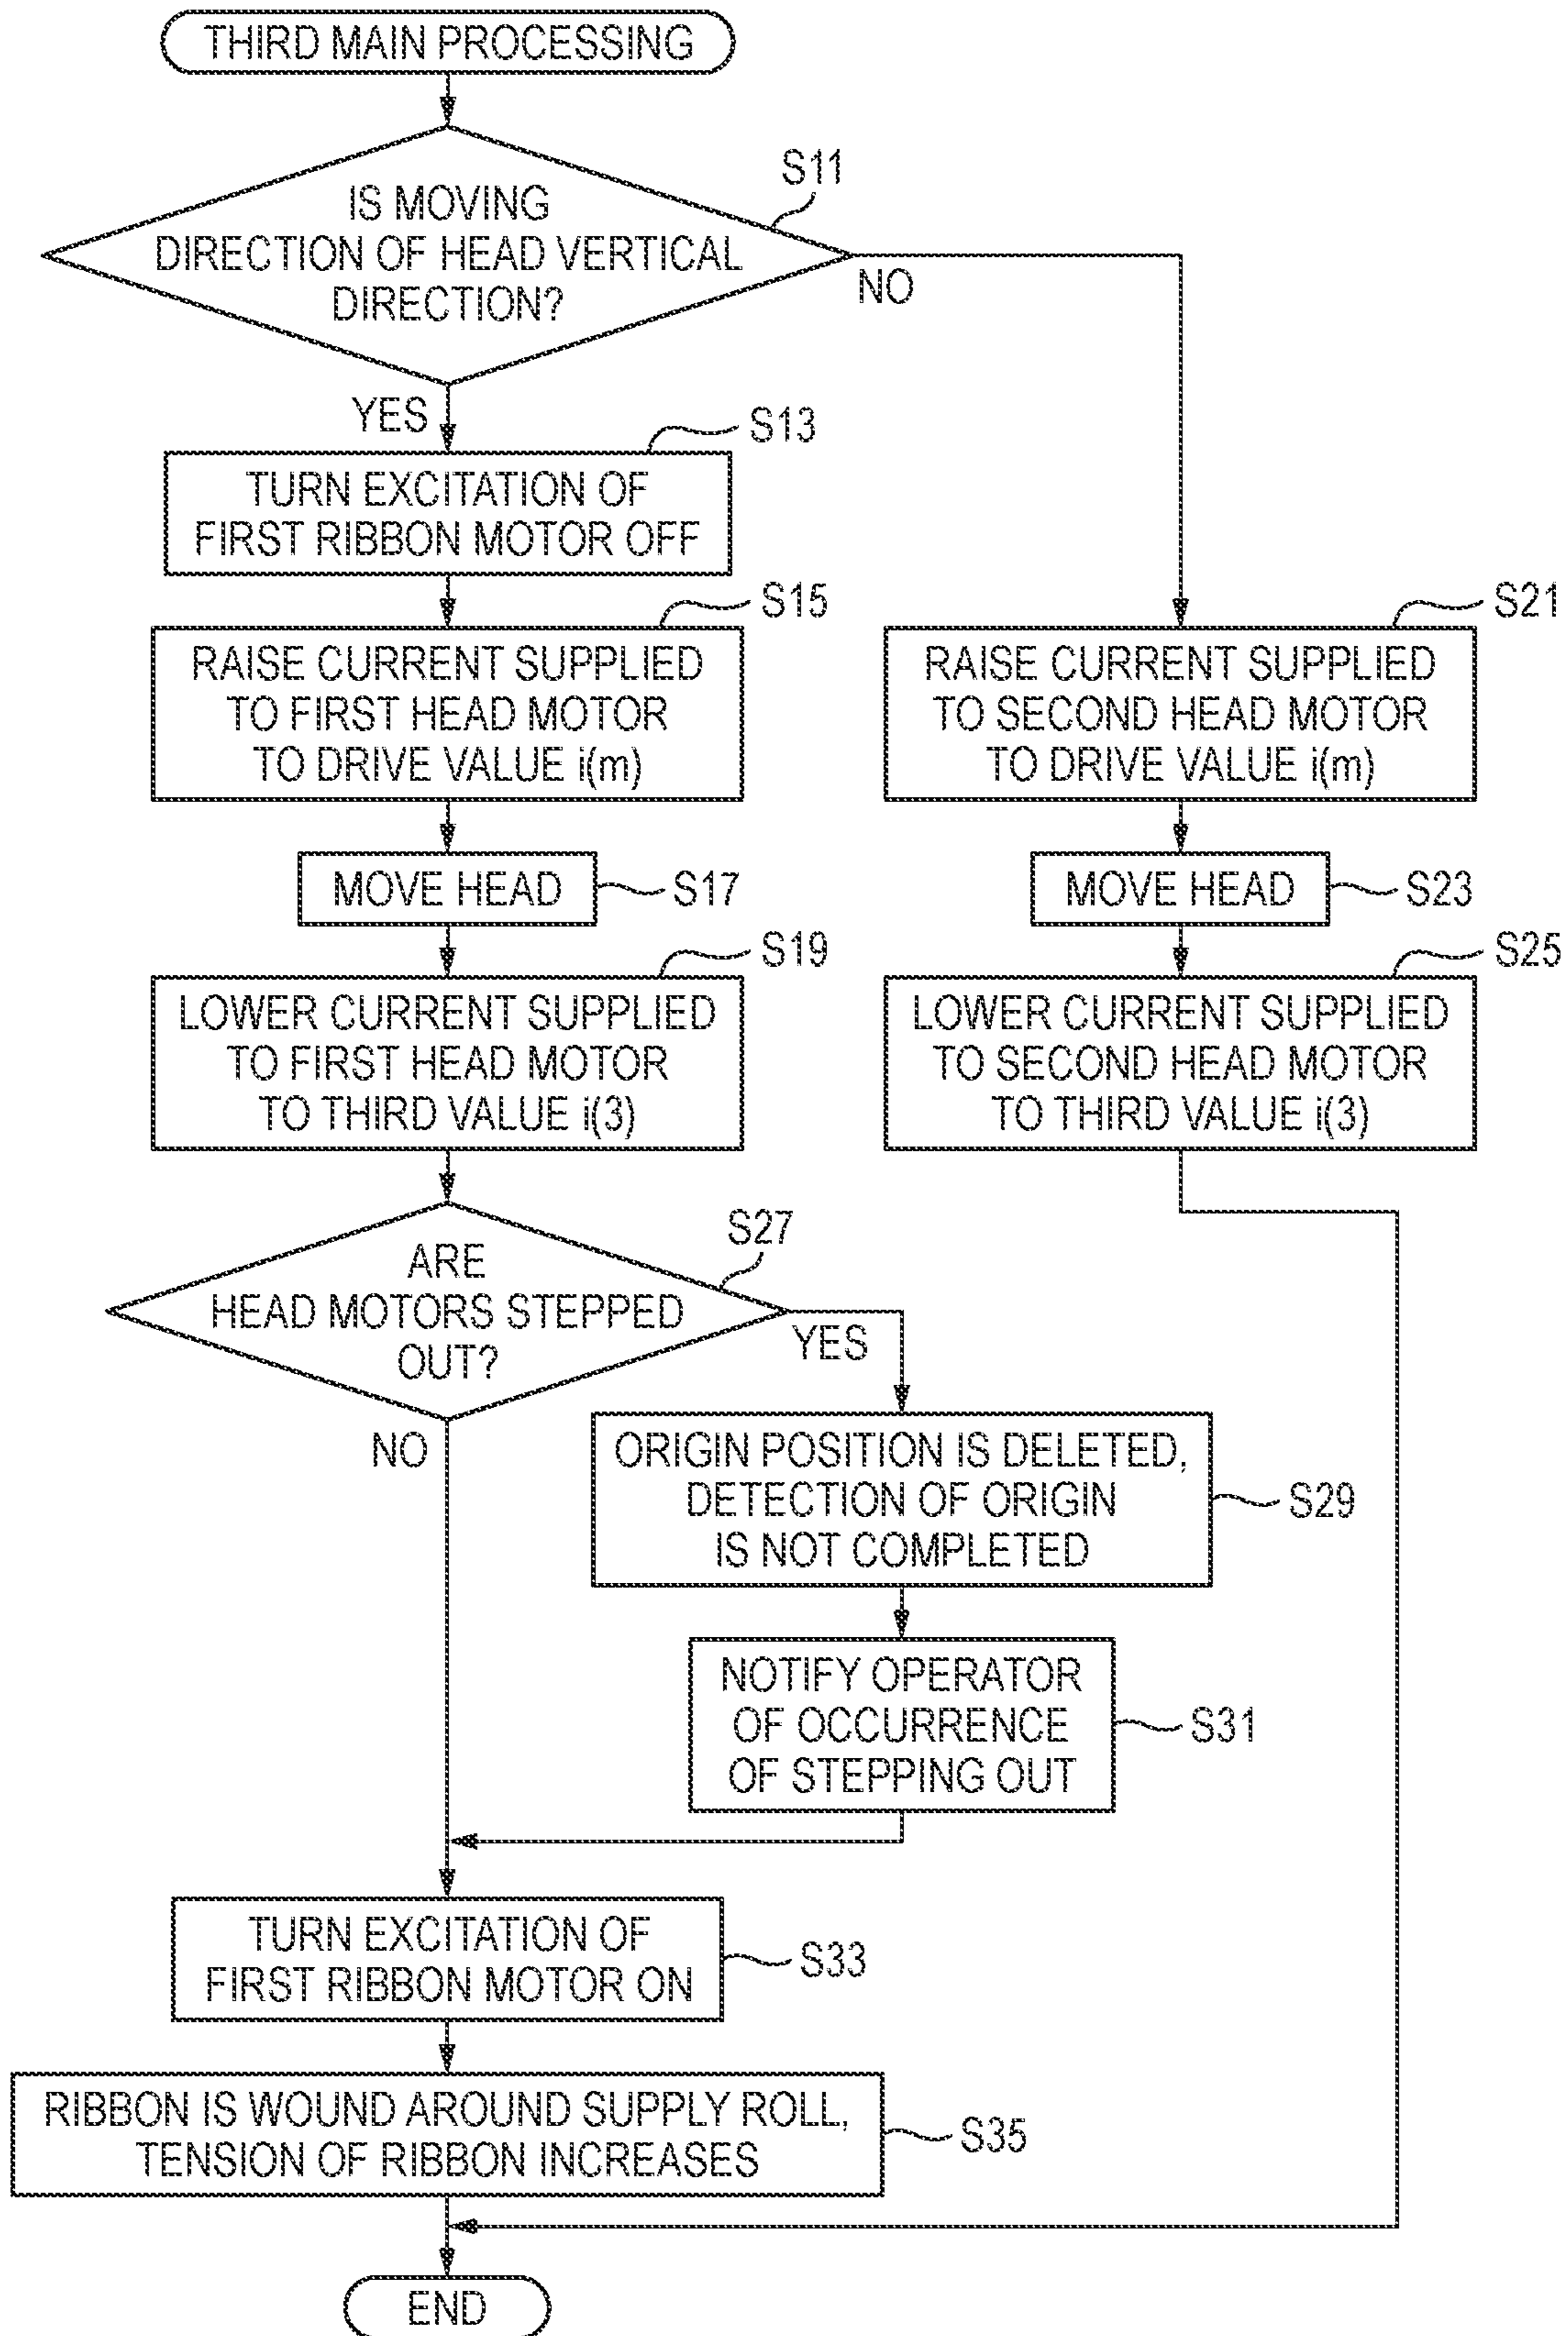 THIRD MAIN PROCESSING
S11
IS MOVING
DIRECTION OF HEAD VERTICAL
DIRECTION?
NO
YES
S13
TURN EXCITATION OF
FIRST RIBBON MOTOR OFF
S15
RAISE CURRENT SUPPLIED
TO FIRST HEAD MOTOR
TO DRIVE VALUE i(m)
S21
RAISE CURRENT SUPPLIED
TO SECOND HEAD MOTOR
TO DRIVE VALUE i(m)
MOVE HEAD
S17
MOVE HEAD
S23
S19
LOWER CURRENT SUPPLIED
TO FIRST HEAD MOTOR
TO THIRD VALUE i(3)
S25
LOWER CURRENT SUPPLIED
TO SECOND HEAD MOTOR
TO THIRD VALUE i(3)
S27
ARE
HEAD MOTORS STEPPED
OUT?
YES
NO
ORIGIN POSITION IS DELETED,
DETECTION OF ORIGIN
IS NOT COMPLETED
S29
NOTIFY OPERATOR
OF OCCURRENCE
OF STEPPING OUT
S31
TURN EXCITATION OF
FIRST RIBBON MOTOR ON
S33
RIBBON IS WOUND AROUND SUPPLY ROLL,
TENSION OF RIBBON INCREASES
S35
END